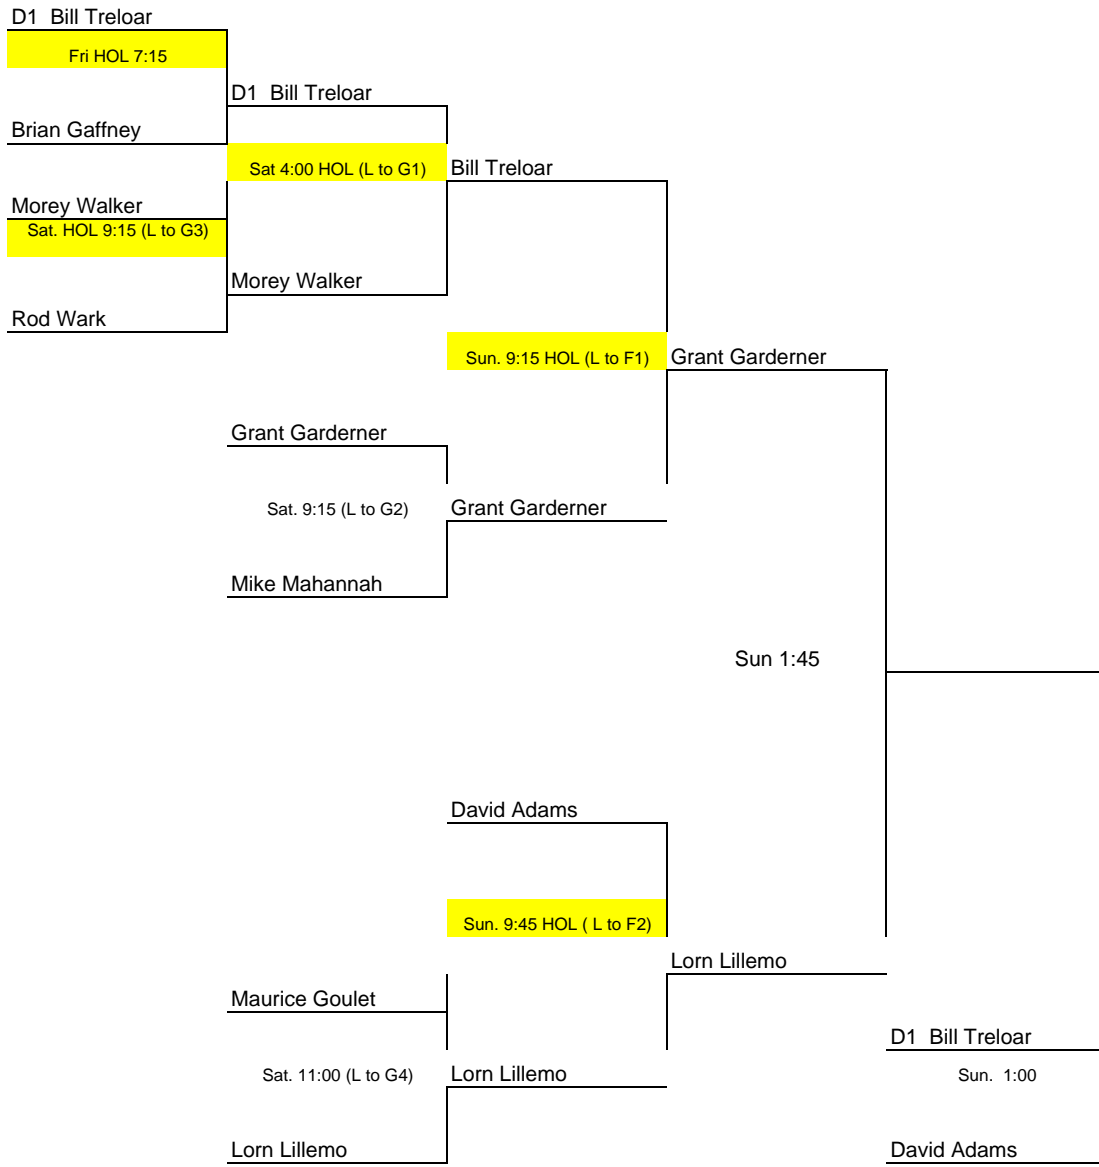 D1  Bill Treloar
Fri HOL 7:15
D1  Bill Treloar
Brian Gaffney
Sat 4:00 HOL (L to G1)
Bill Treloar
Morey Walker
Sat. HOL 9:15 (L to G3)
Morey Walker
Rod Wark
Sun. 9:15 HOL (L to F1)
Grant Garderner
Grant Garderner
Sat. 9:15 (L to G2)
Grant Garderner
Mike Mahannah
Sun 1:45
David Adams
Sun. 9:45 HOL ( L to F2)
Lorn Lillemo
Maurice Goulet
D1  Bill Treloar
Sat. 11:00 (L to G4)
Lorn Lillemo
Sun.  1:00
Lorn Lillemo
David Adams